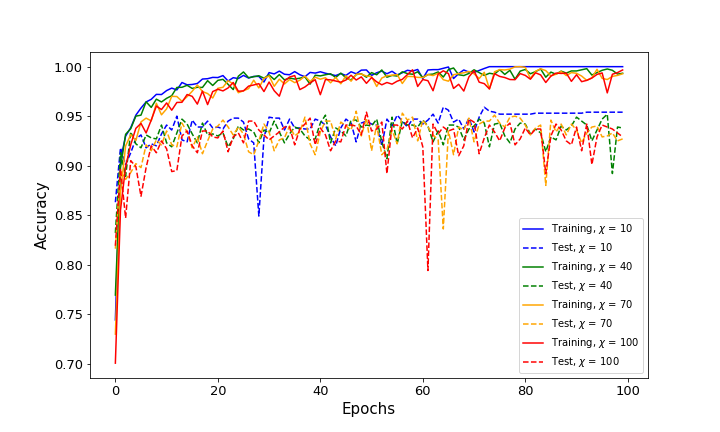 1.00
0.95
0.90
0.85
0.80
0.75
0.70
Accuracy
0
20
40
60
80
100
Epochs
Training, χ = 10
Test, χ = 10
Training, χ = 40
Test, χ = 40
Training, χ = 70
Test, χ = 70
Training, χ = 100
Test, χ = 100